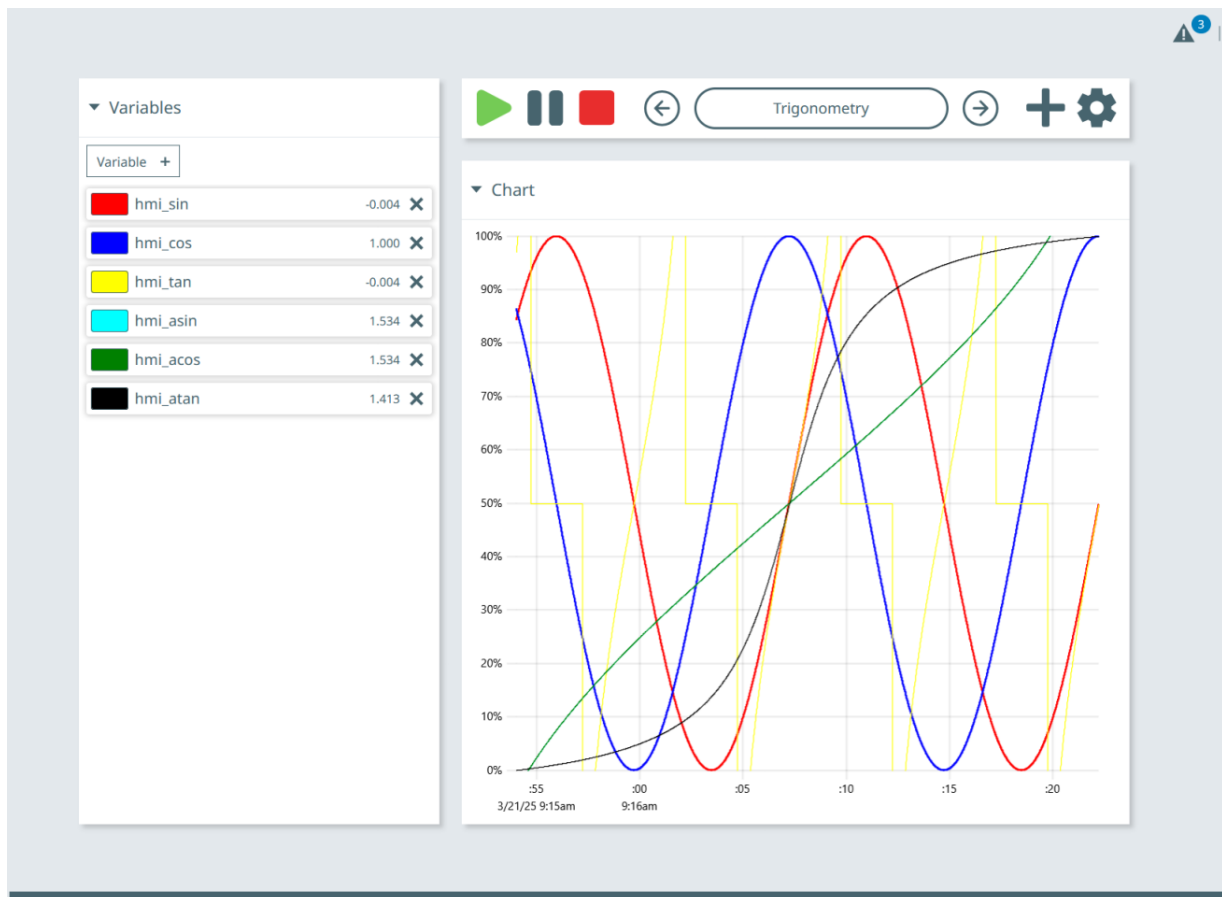 3
Variables
Variable +
hmi_sin -0.004
hmi_cos 1.000
hmi_tan -0.004
hmi_asin 1.534
hmi_acos 1.534
hmi_atan 1.413
Trigonometry
Chart
100%
90%
80%
70%
60%
50%
40%
30%
20%
10%
0%
:55 :00 :05 :10 :15 :20
3/21/25 9:15am 9:16am